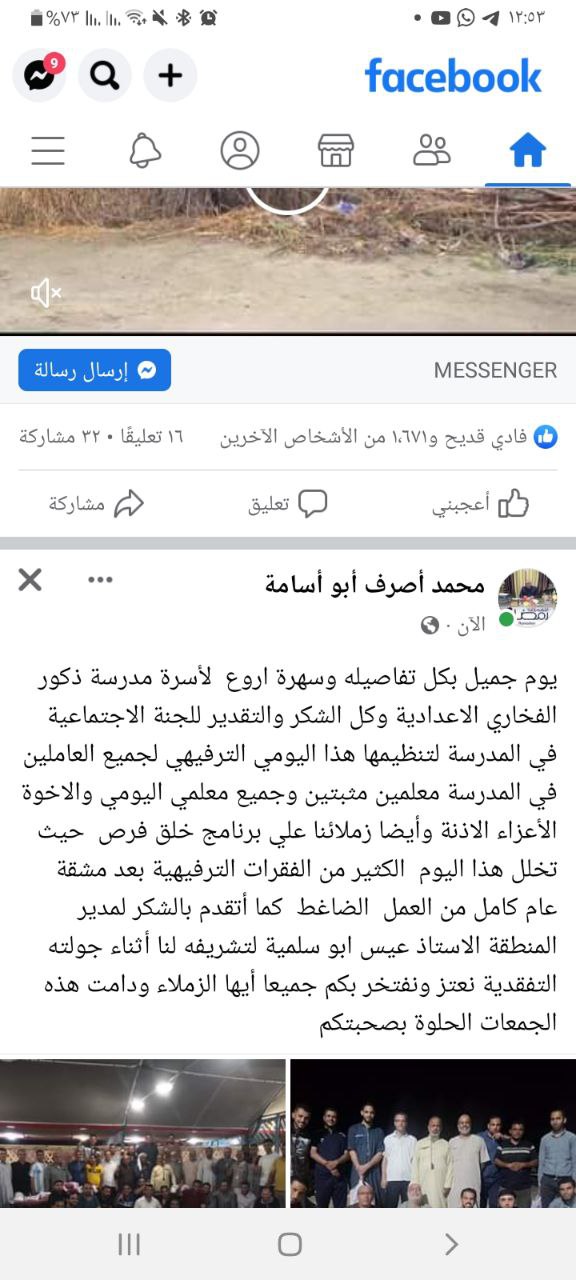 ١٢:٥٣
%٧٣
facebook
9
MESSENGER
إرسال رسالة
فادي قديح و١٬٦٧١ من الأشخاص الآخرين
١٦ تعليقًا • ٣٢ مشاركة
أعجبني
تعليق
مشاركة
محمد أصرف أبو أسامة
الآن ·
يوم جميل بكل تفاصيله وسهرة اروع لأسرة مدرسة ذكور
الفخاري الاعدادية وكل الشكر والتقدير للجنة الاجتماعية
في المدرسة لتنظيمها هذا اليومي الترفيهي لجميع العاملين
في المدرسة معلمين مثبتين وجميع معلمي اليومي والاخوة
الأعزاء الاذنة وأيضا زملائنا علي برنامج خلق فرص حيث
تخلل هذا اليوم الكثير من الفقرات الترفيهية بعد مشقة
عام كامل من العمل الضاغط كما أتقدم بالشكر لمدير
المنطقة الاستاذ عيس ابو سلمية لتشريفه لنا أثناء جولته
التفقدية نعتز ونفتخر بكم جميعا أيها الزملاء ودامت هذه
الجمعات الحلوة بصحبتكم